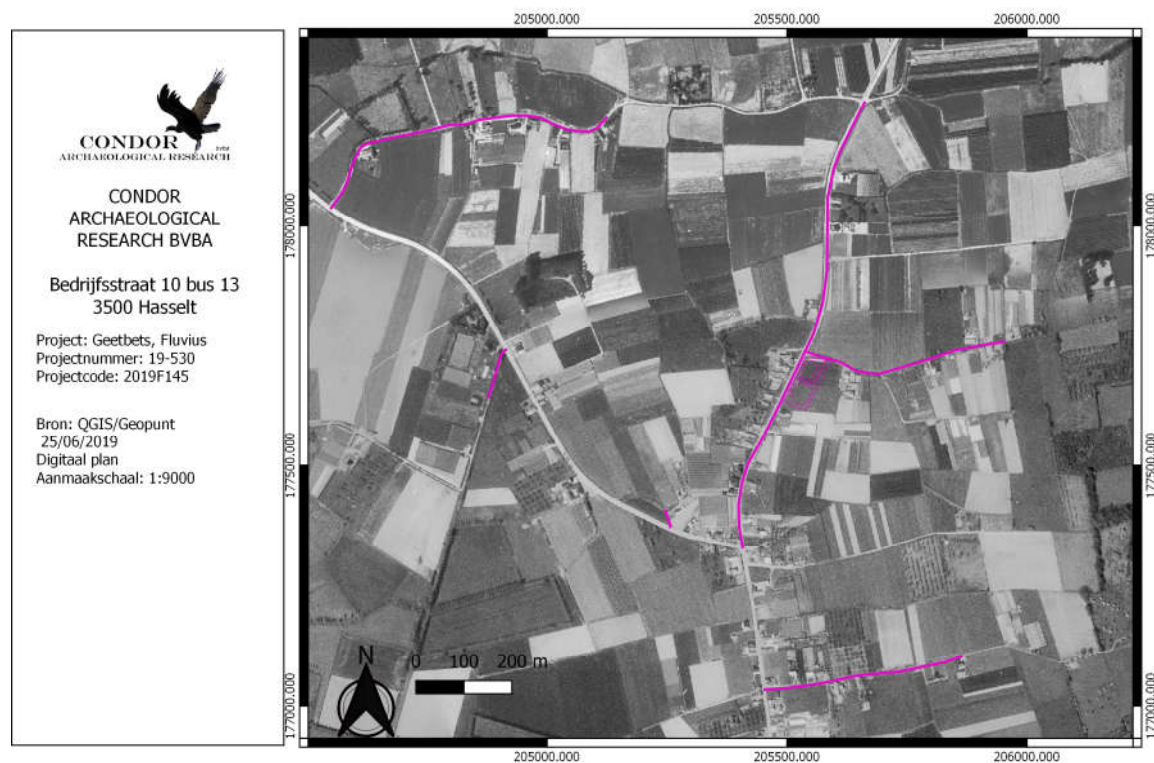 CONDOR
bvba
ARCHAEOLOGICAL RESEARCH
CONDOR
ARCHAEOLOGICAL
RESEARCH BVBA
Bedrijfsstraat 10 bus 13
3500 Hasselt
Project: Geetbets, Fluvius
Projectnummer: 19-530
Projectcode: 2019F145
Bron: QGIS/Geopunt
25/06/2019
Digitaal plan
Aanmaakschaal: 1:9000
205000.000 205500.000 206000.000
178000.000 178000.000
177500.000 177500.000
177000.000 177000.000
N
0 100 200 m
205000.000 205500.000 206000.000